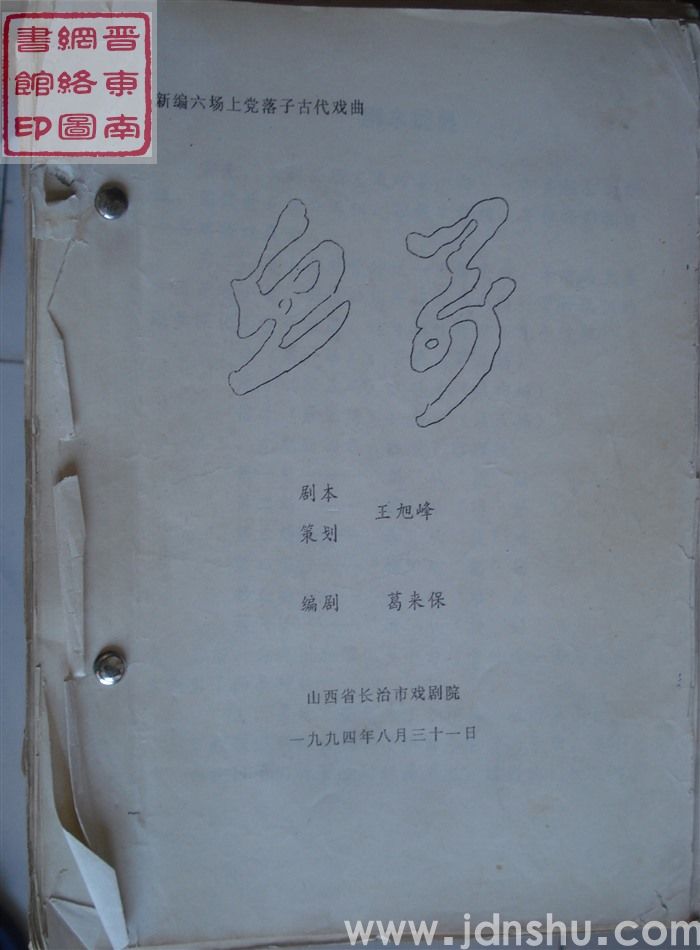 晋東南
網絡圖
書館印
新编六场上党落子古代戏曲
剧本
策划
王旭峰
编剧 葛来保
山西省长治市戏剧院
一九九四年八月三十一日
www.jdnshu.com